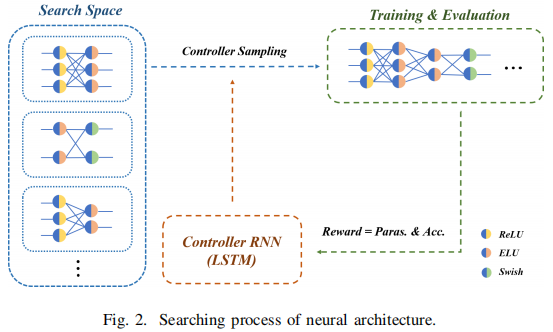 Search Space
Training & Evaluation
Controller Sampling
Controller RNN
(LSTM)
Reward = Paras. & Acc.
ReLU
ELU
Swish
Fig. 2. Searching process of neural architecture.